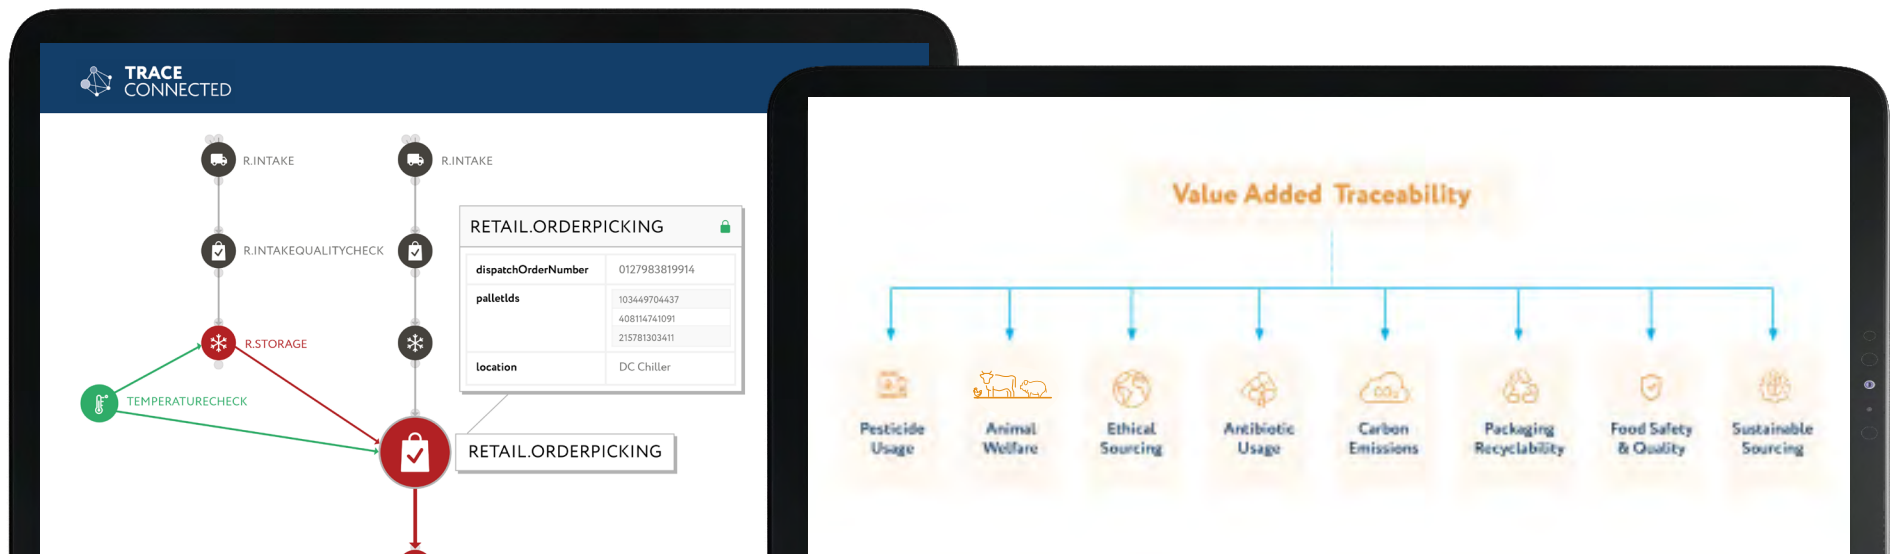 TRACE
CONNECTED
R.INTAKE
R.INTAKE
R.INTAKEQUALITYCHECK
R.STORAGE
TEMPERATURECHECK
RETAIL.ORDERPICKING
dispatchOrderNumber 0127983819914
palletIds 103449704437
408114741091
215781303411
location DC Chiller
RETAIL.ORDERPICKING
Value Added Traceability
Pesticide
Usage
Animal
Welfare
Ethical
Sourcing
Antibiotic
Usage
CO₂
Carbon
Emissions
Packaging
Recyclability
Food Safety
& Quality
Sustainable
Sourcing